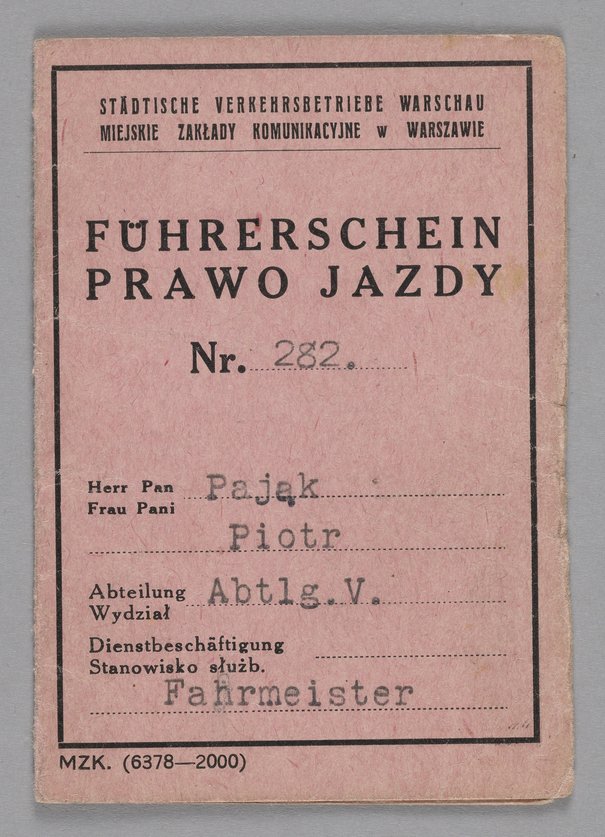 STÄDTISCHE VERKEHRSBETRIEBE WARSCHAU
MIEJSKIE ZAKŁADY KOMUNIKACYJNE w WARSZAWIE
FÜHRERSCHEIN
PRAWO JAZDY
Nr. 282.
Herr Pan Pająk
Frau Pani
Piotr
Abteilung Abtlg.V.
Wydział
Dienstbeschäftigung
Stanowisko służb.
Fahrmeister
MZK. (6378—2000)